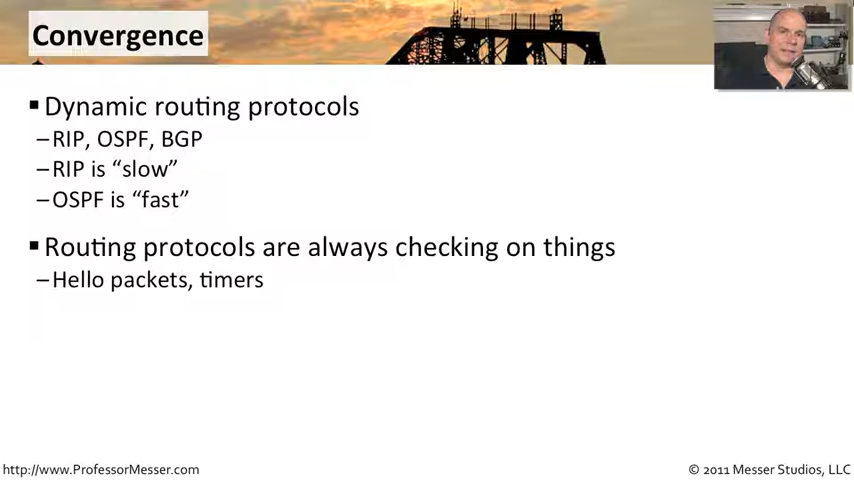 Convergence
▪ Dynamic routing protocols
– RIP, OSPF, BGP
– RIP is “slow”
– OSPF is “fast”
▪ Routing protocols are always checking on things
– Hello packets, timers
http://www.ProfessorMesser.com
© 2011 Messer Studios, LLC